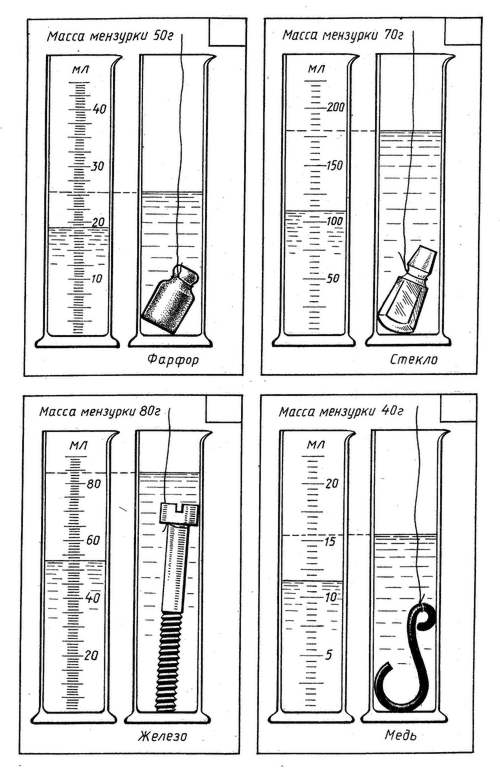 Масса мензурки 50г
мл
40
30
20
10
Фарфор
Масса мензурки 70г
мл
200
150
100
50
Стекло
Масса мензурки 80г
мл
80
60
40
20
Железо
Масса мензурки 40г
мл
20
15
10
5
Медь